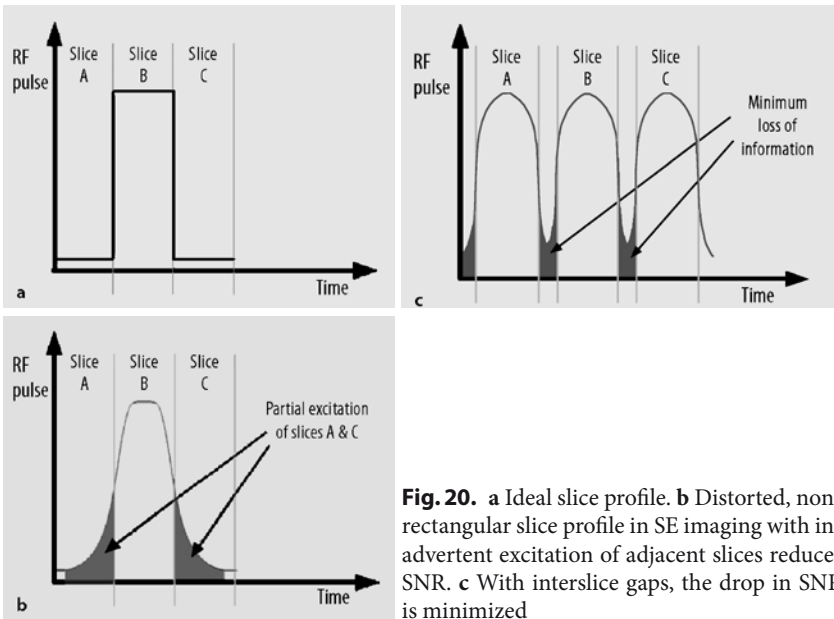 RF
pulse
Slice
A
Slice
B
Slice
C
Time
a
RF
pulse
Slice
A
Slice
B
Slice
C
Minimum
loss of
information
Time
c
RF
pulse
Slice
A
Slice
B
Slice
C
Partial excitation
of slices A & C
Time
b
Fig. 20. a Ideal slice profile. b Distorted, non
rectangular slice profile in SE imaging with in
advertent excitation of adjacent slices reduce
SNR. c With interslice gaps, the drop in SNR
is minimized